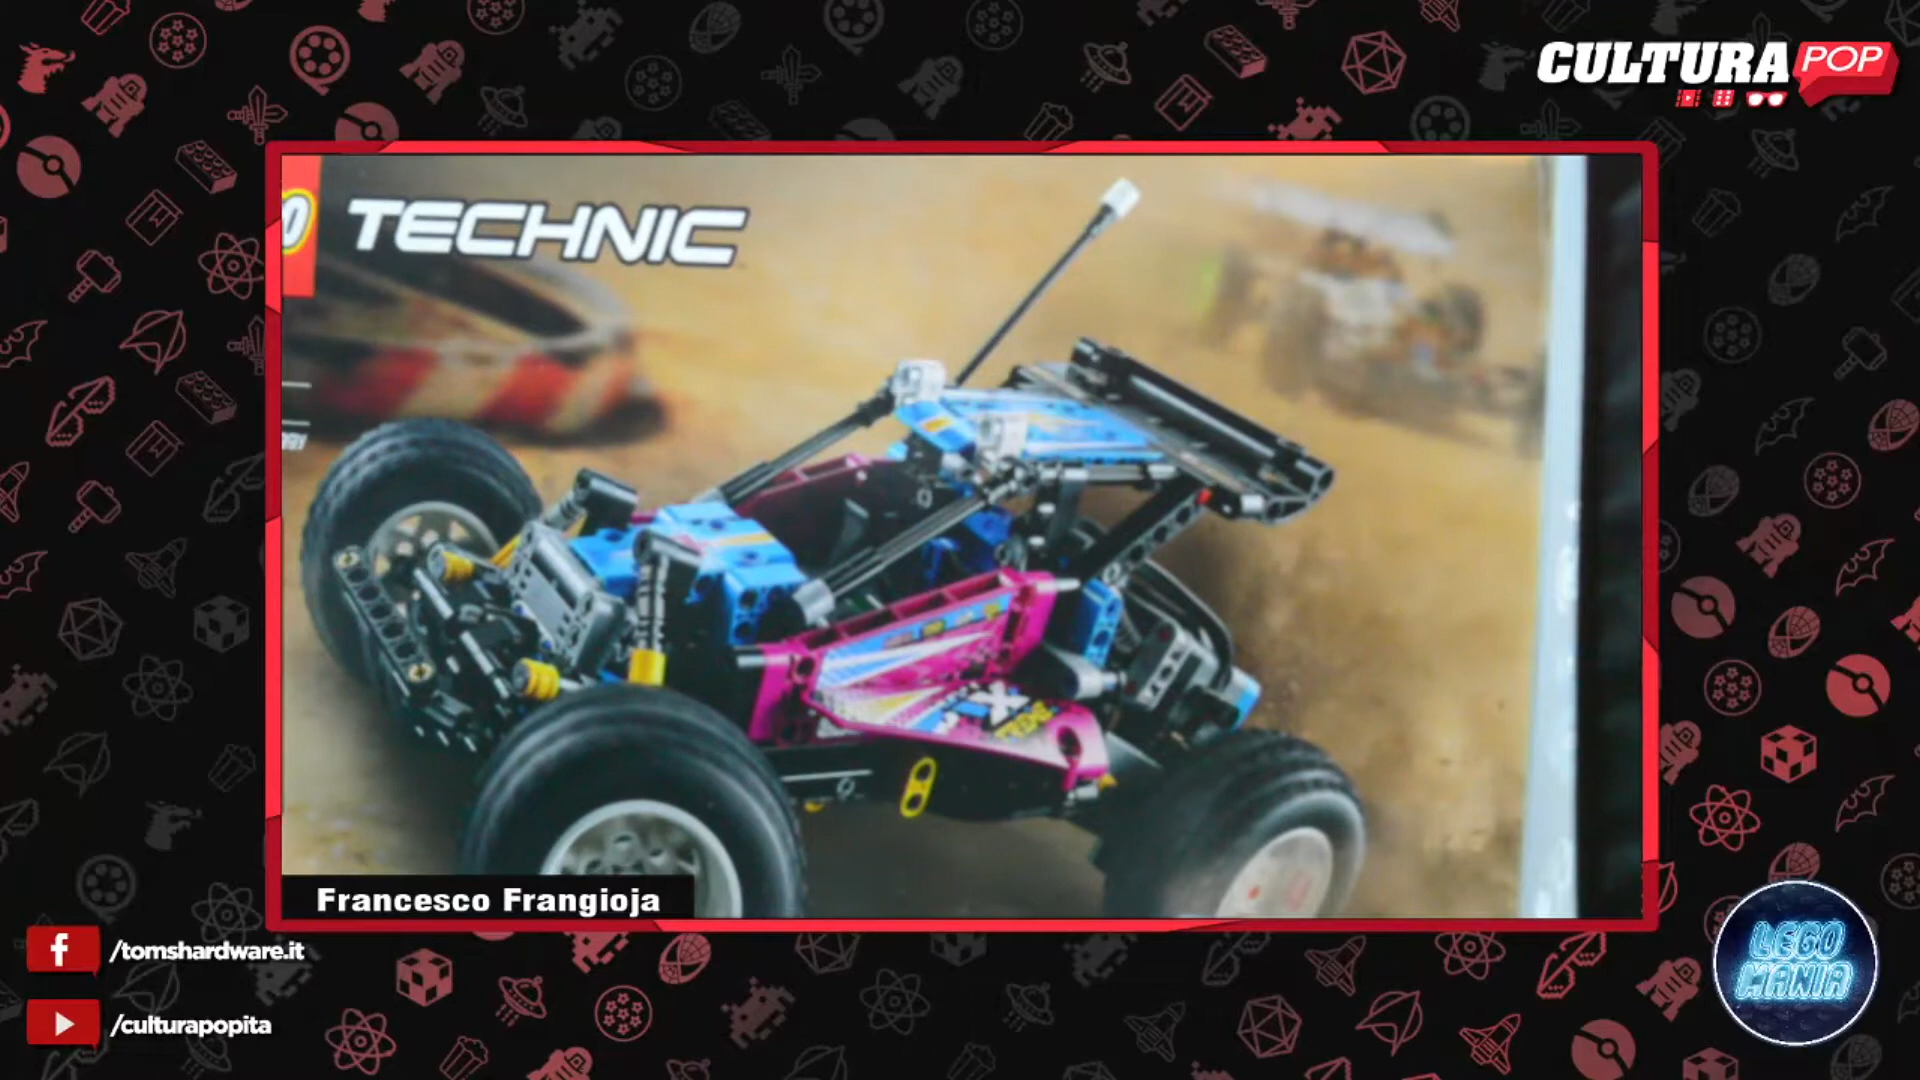 CULTURA POP
TECHNIC
Francesco Frangioja
/tomshardware.it
/culturapopita
LEGO
MANIA